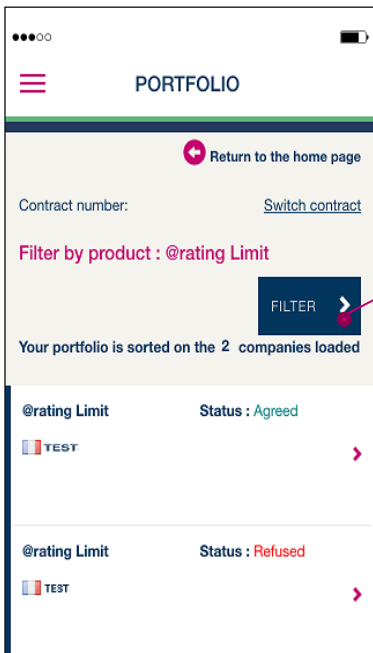 PORTFOLIO
Return to the home page
Contract number: Switch contract
Filter by product : @rating Limit
FILTER
Your portfolio is sorted on the 2 companies loaded
@rating Limit Status : Agreed
TEST
@rating Limit Status : Refused
TEST